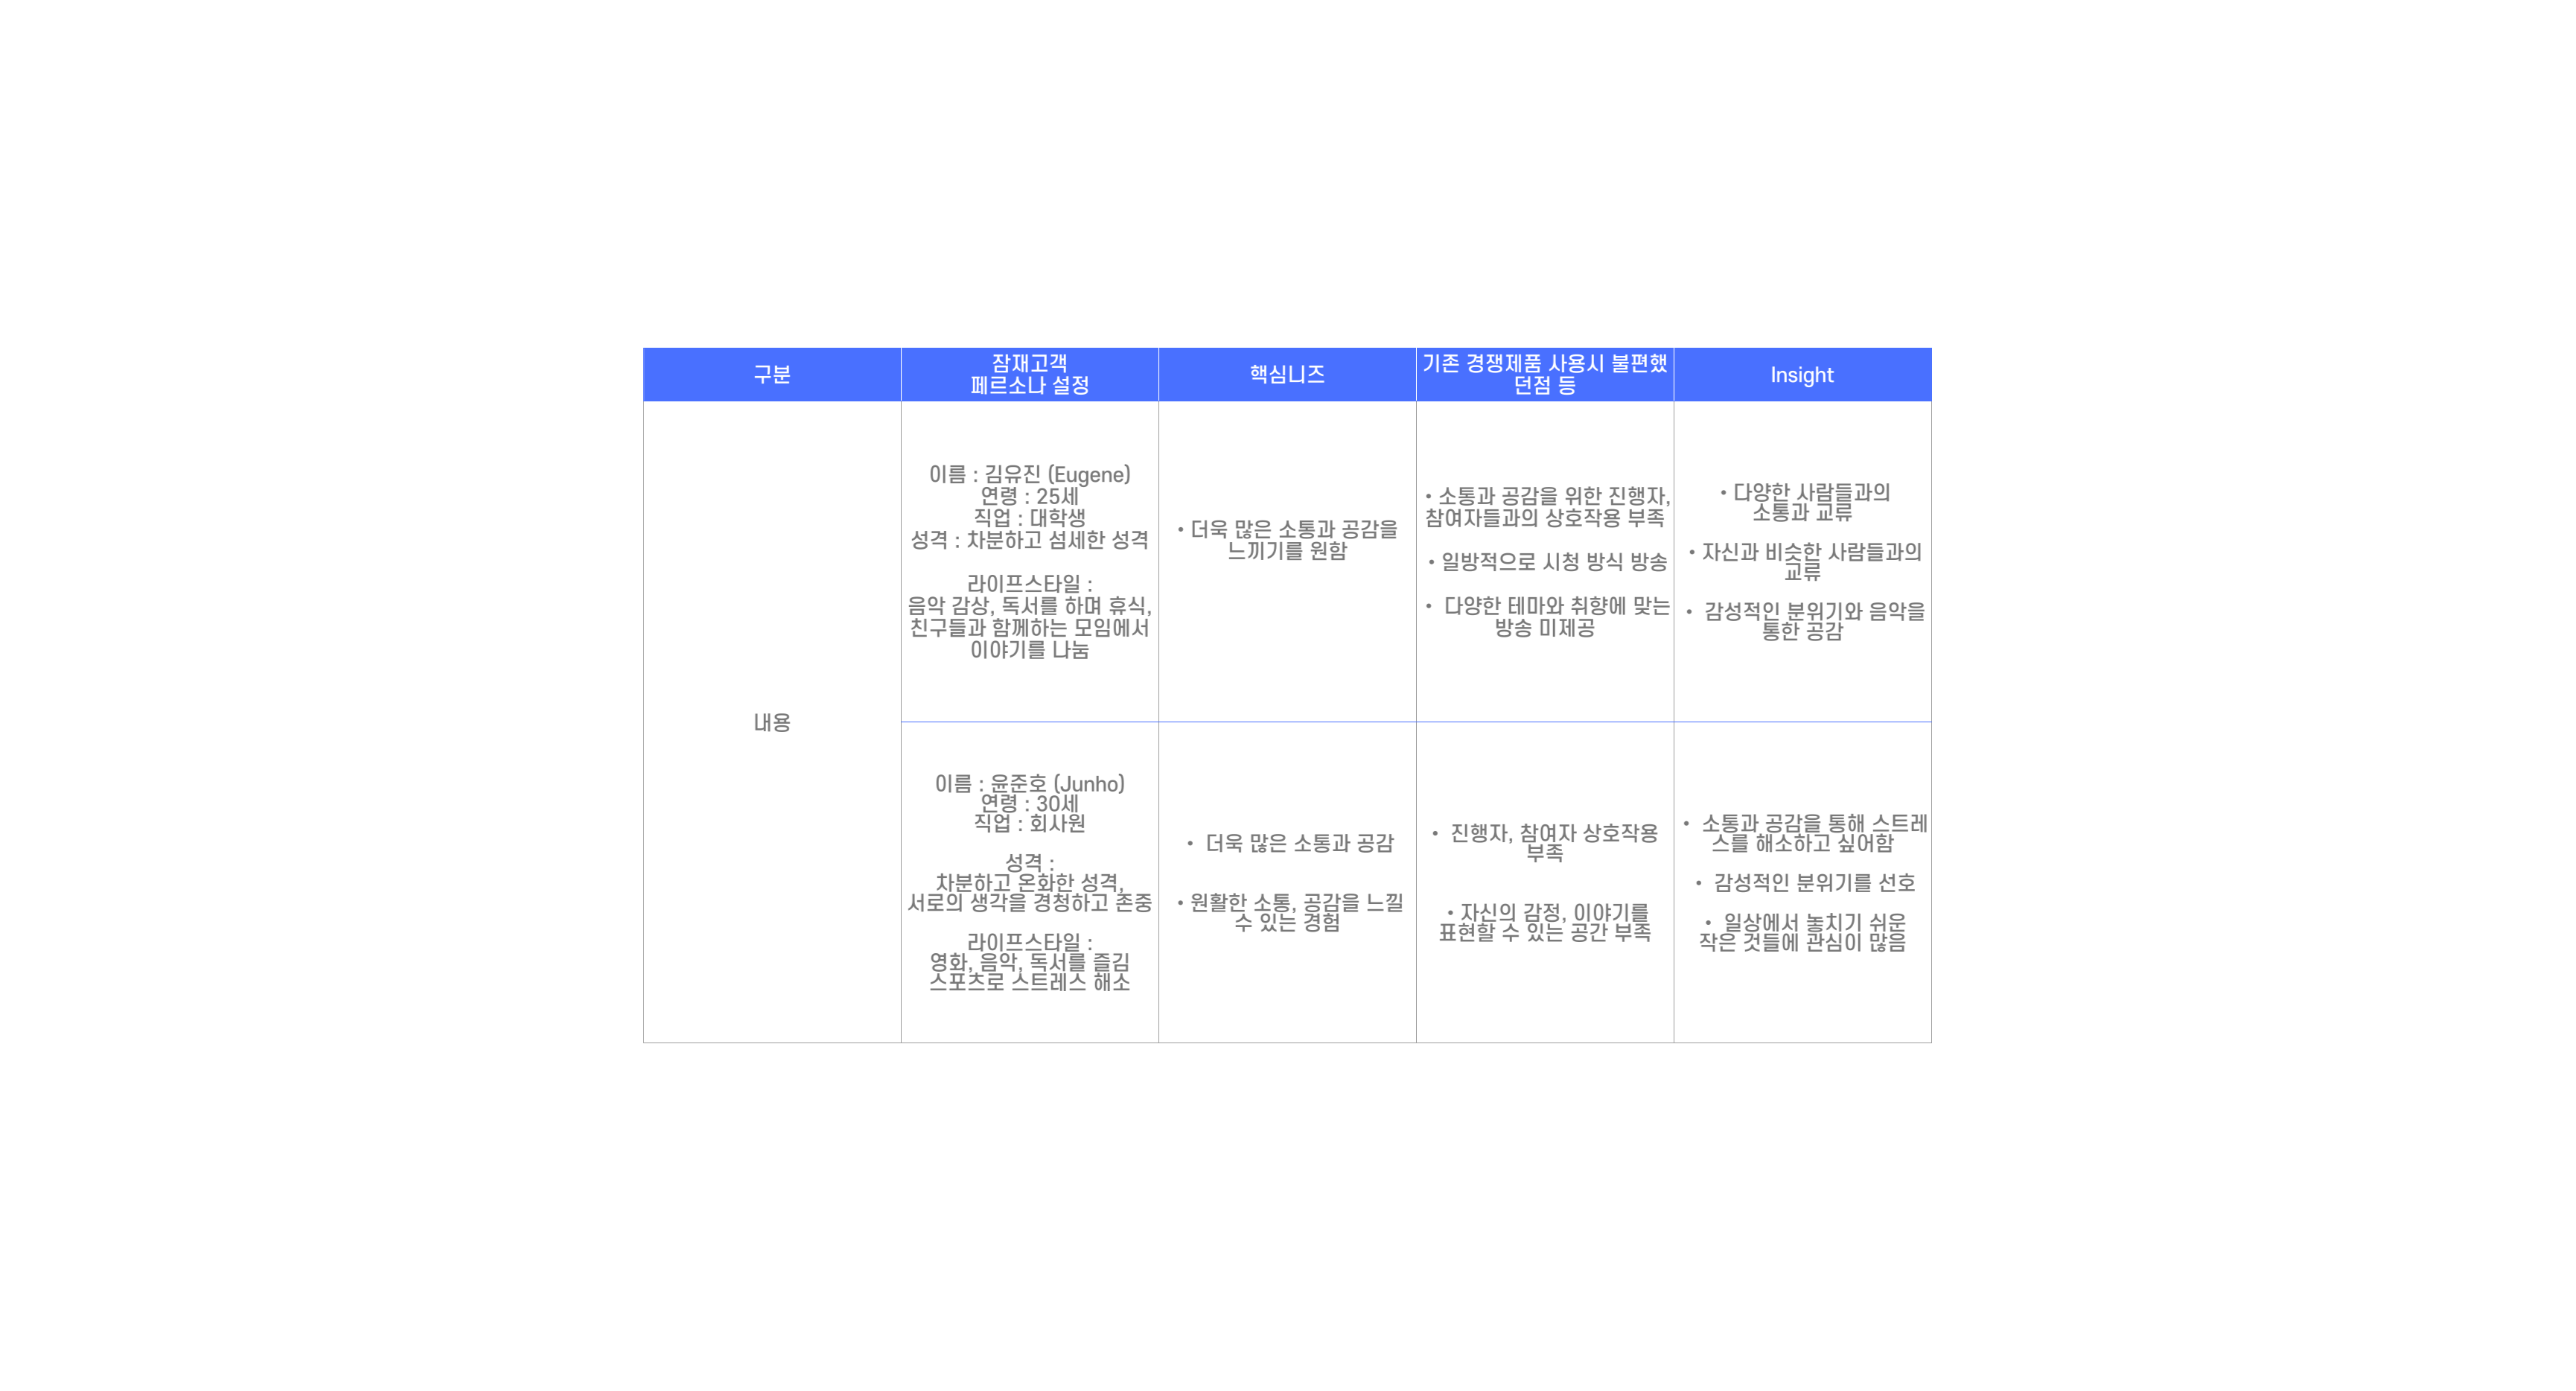 구분
잠재고객
페르소나 설정
핵심니즈
기존 경쟁제품 사용시 불편했
던점 등
Insight
내용
이름 : 김유진 (Eugene)
연령 : 25세
직업 : 대학생
성격 : 차분하고 섬세한 성격
라이프스타일 :
음악 감상, 독서를 하며 휴식,
친구들과 함께하는 모임에서
이야기를 나눔
• 더욱 많은 소통과 공감을
느끼기를 원함
• 소통과 공감을 위한 진행자,
참여자들과의 상호작용 부족
• 일방적으로 시청 방식 방송
• 다양한 테마와 취향에 맞는
방송 미제공
• 다양한 사람들과의
소통과 교류
• 자신과 비슷한 사람들과의
교류
• 감성적인 분위기와 음악을
통한 공감
이름 : 윤준호 (Junho)
연령 : 30세
직업 : 회사원
성격 :
차분하고 온화한 성격,
서로의 생각을 경청하고 존중
라이프스타일 :
영화, 음악, 독서를 즐김
스포츠로 스트레스 해소
• 더욱 많은 소통과 공감
• 원활한 소통, 공감을 느낄
수 있는 경험
• 진행자, 참여자 상호작용
부족
• 자신의 감정, 이야기를
표현할 수 있는 공간 부족
• 소통과 공감을 통해 스트레
스를 해소하고 싶어함
• 감성적인 분위기를 선호
• 일상에서 놓치기 쉬운
작은 것들에 관심이 많음